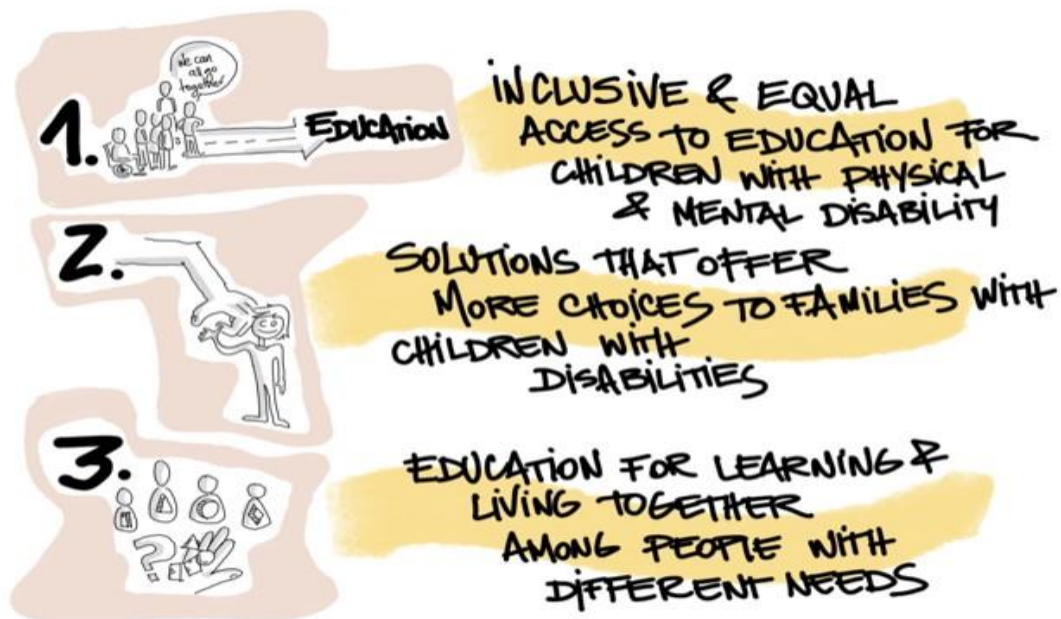 1.
We can
all go
together
EDUCATION
INCLUSIVE & EQUAL
ACCESS TO EDUCATION FOR
CHILDREN WITH PHYSICAL
& MENTAL DISABILITY
2.
SOLUTIONS THAT OFFER
MORE CHOICES TO FAMILIES WITH
CHILDREN WITH
DISABILITIES
3.
?
EDUCATION FOR LEARNING &
LIVING TOGETHER
AMONG PEOPLE WITH
DIFFERENT NEEDS